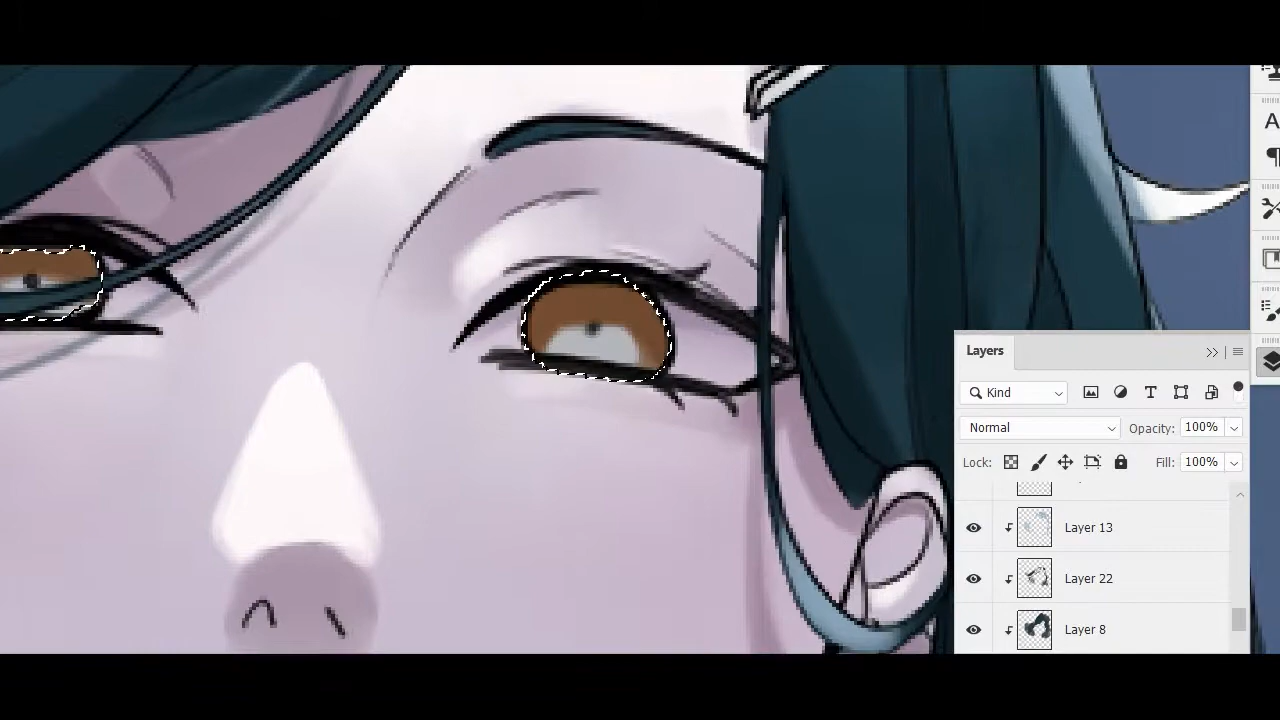 Layers
Kind
Normal
Opacity: 100%
Lock:
Fill: 100%
Layer 13
Layer 22
Layer 8